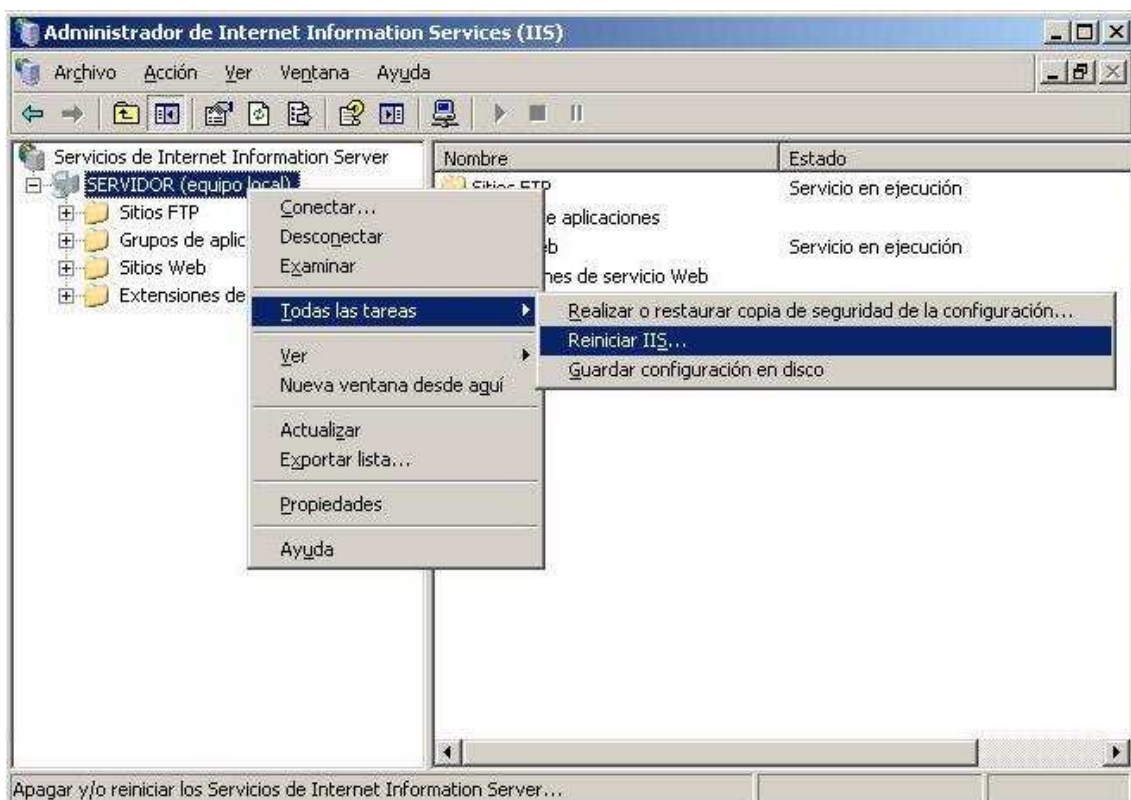 Administrador de Internet Information Services (IIS)
Archivo Acción Ver Ventana Ayuda
Servicios de Internet Information Server
SERVIDOR (equipo local)
Sitios FTP
Grupos de aplic
Sitios Web
Extensiones de
Nombre Estado
Sitios FTP Servicio en ejecución
e aplicaciones
b Servicio en ejecución
nes de servicio Web
Conectar...
Desconectar
Examinar
Todas las tareas
Ver
Nueva ventana desde aquí
Actualizar
Exportar lista...
Propiedades
Ayuda
Realizar o restaurar copia de seguridad de la configuración...
Reiniciar IIS...
Guardar configuración en disco
Apagar y/o reiniciar los Servicios de Internet Information Server...